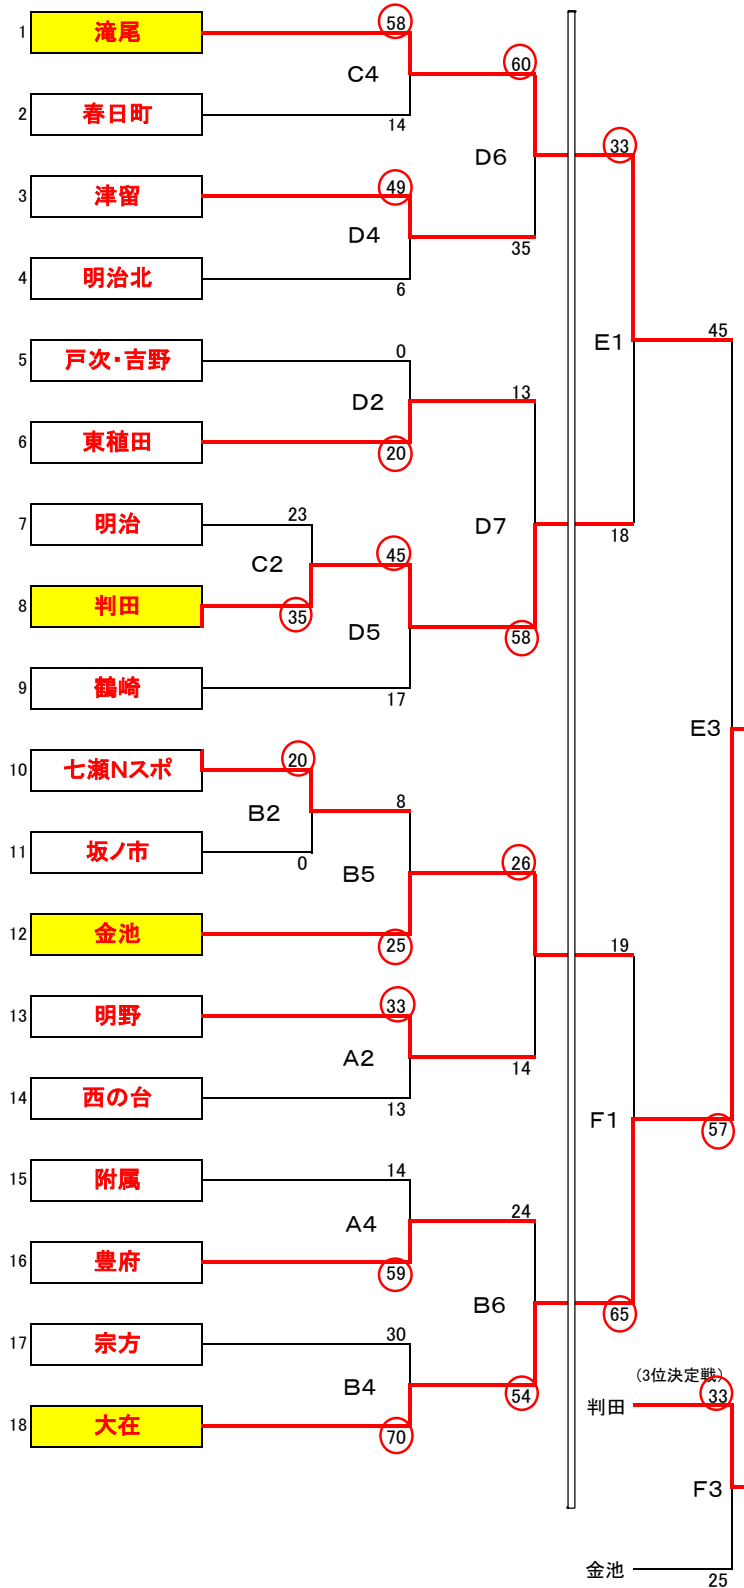 1 滝尾 58
C4 60
2 春日町 14
D6 33
3 津留 49
D4 35
4 明治北 6
E1 45
5 戸次・吉野 0
D2 13
6 東稙田 20
7 明治 23
D7 18
C2 45
8 判田 35
D5 58
9 鶴崎 17
E3
10 七瀬Nスポ 20
B2 8
11 坂ノ市 0
B5 26
12 金池 25
19
13 明野 33
A2 14
14 西の台 13
F1 57
15 附属 14
A4 24
16 豊府 59
B6 65
17 宗方 30
B4 54
18 大在 70
(3位決定戦)
判田 33
F3
金池 25